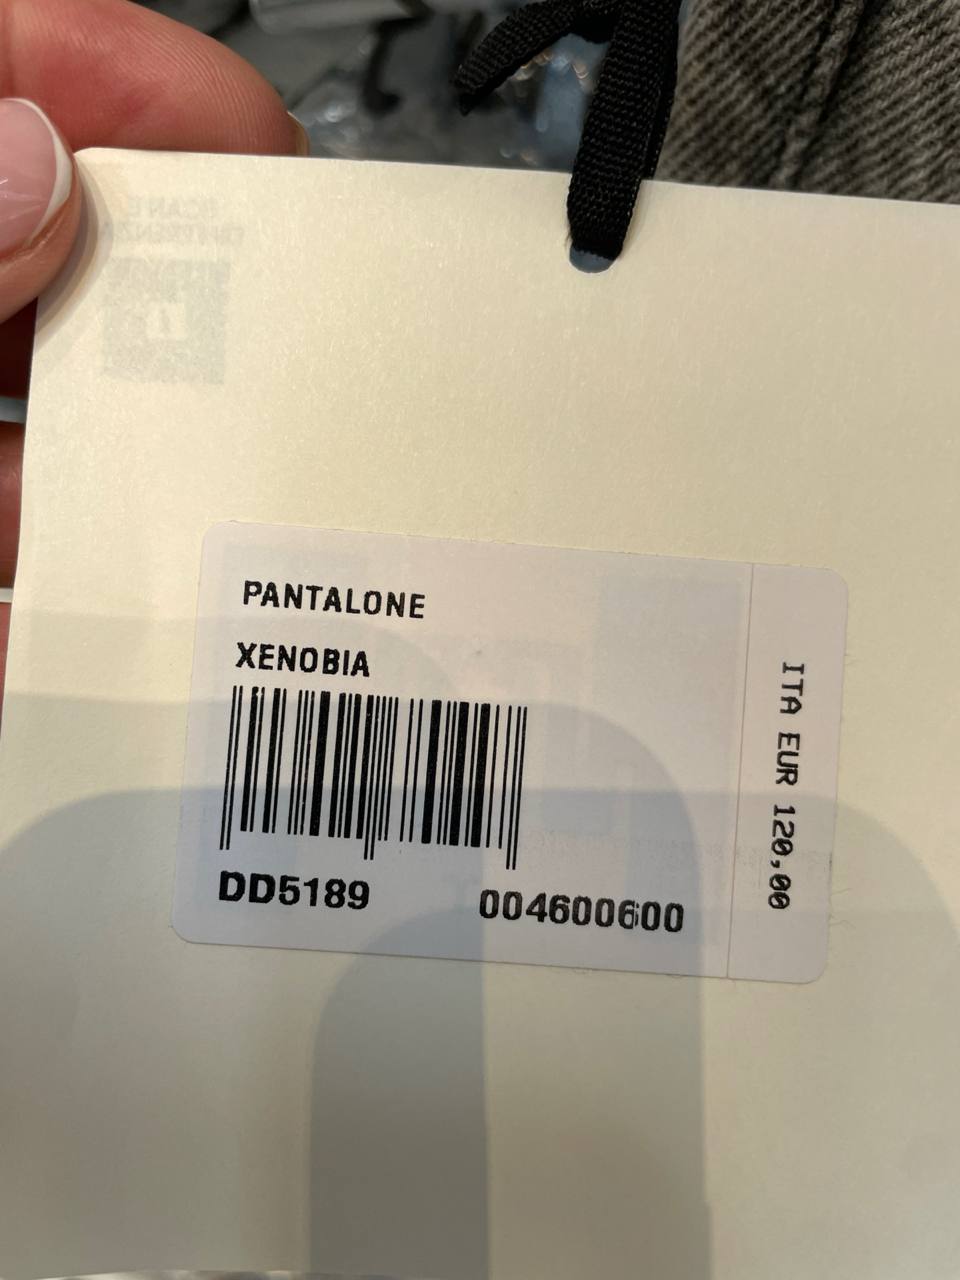 PANTALONE
XENOBIA
DD5189 004600600
ITA EUR 120,00